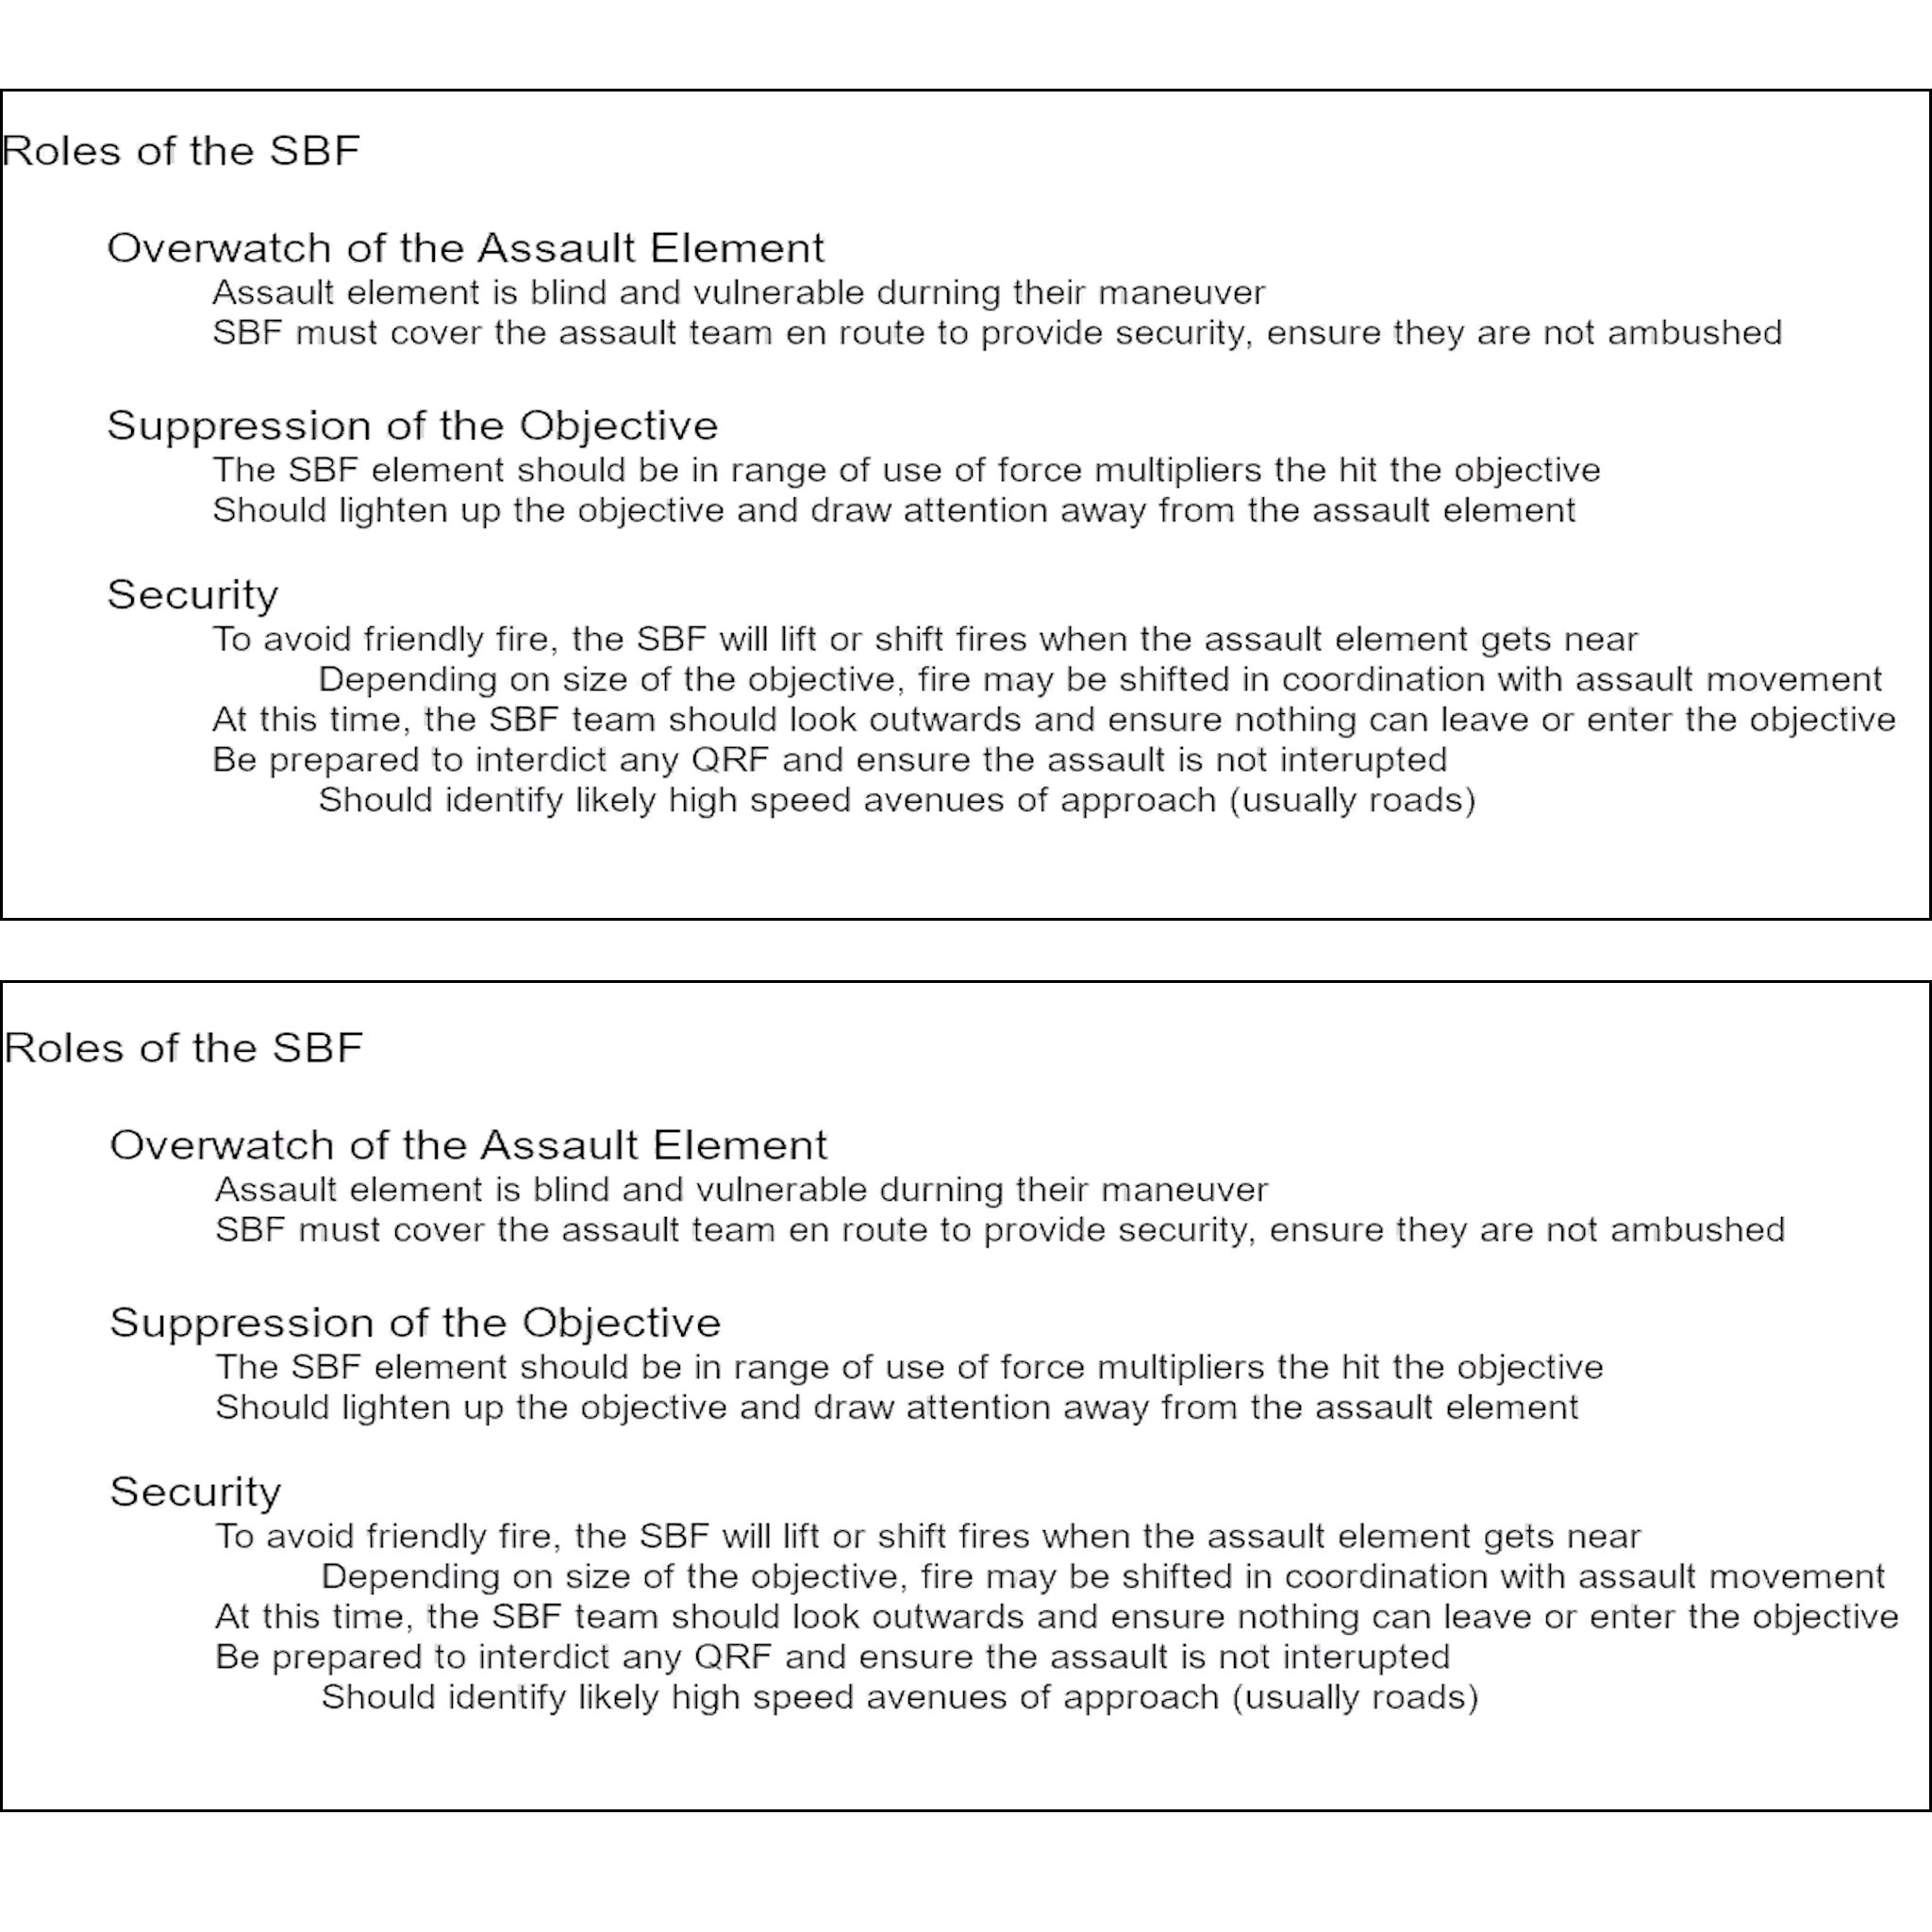 Roles of the SBF
Overwatch of the Assault Element
Assault element is blind and vulnerable durning their maneuver
SBF must cover the assault team en route to provide security, ensure they are not ambushed
Suppression of the Objective
The SBF element should be in range of use of force multipliers the hit the objective
Should lighten up the objective and draw attention away from the assault element
Security
To avoid friendly fire, the SBF will lift or shift fires when the assault element gets near
Depending on size of the objective, fire may be shifted in coordination with assault movement
At this time, the SBF team should look outwards and ensure nothing can leave or enter the objective
Be prepared to interdict any QRF and ensure the assault is not interupted
Should identify likely high speed avenues of approach (usually roads)
Roles of the SBF
Overwatch of the Assault Element
Assault element is blind and vulnerable durning their maneuver
SBF must cover the assault team en route to provide security, ensure they are not ambushed
Suppression of the Objective
The SBF element should be in range of use of force multipliers the hit the objective
Should lighten up the objective and draw attention away from the assault element
Security
To avoid friendly fire, the SBF will lift or shift fires when the assault element gets near
Depending on size of the objective, fire may be shifted in coordination with assault movement
At this time, the SBF team should look outwards and ensure nothing can leave or enter the objective
Be prepared to interdict any QRF and ensure the assault is not interupted
Should identify likely high speed avenues of approach (usually roads)